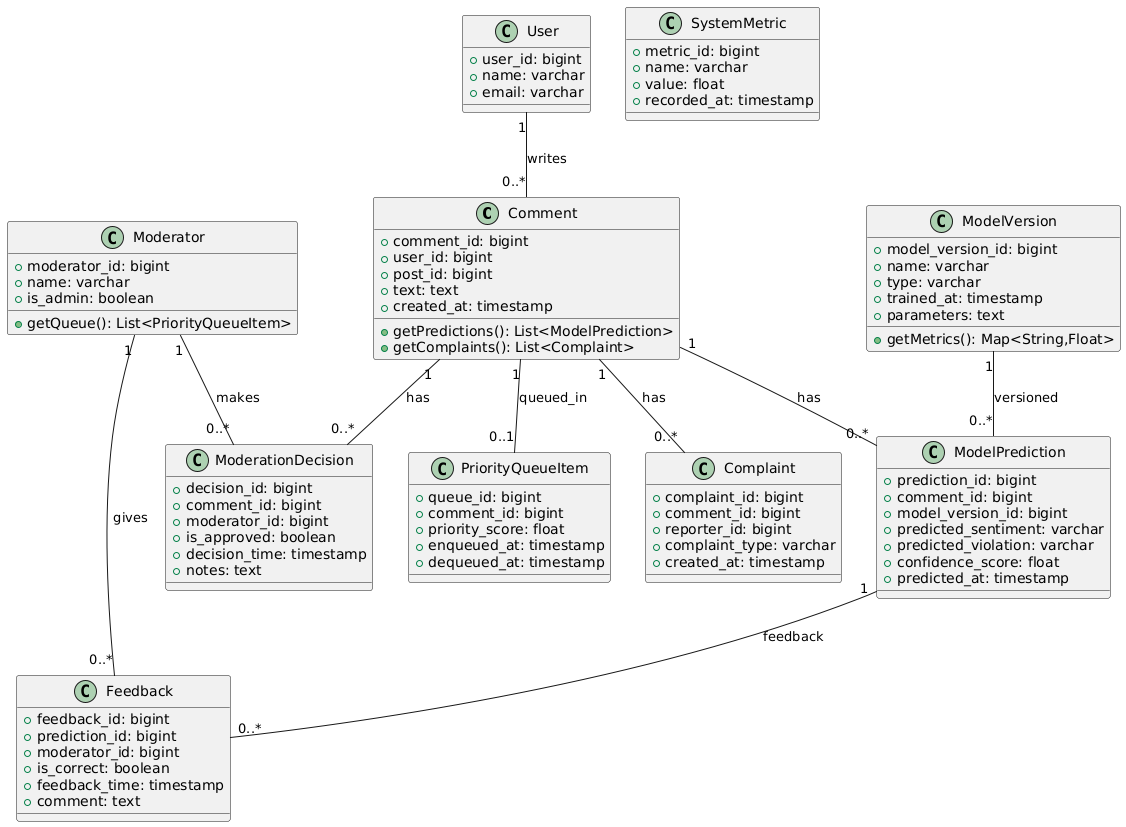 C User
+ user_id: bigint
+ name: varchar
+ email: varchar
C SystemMetric
+ metric_id: bigint
+ name: varchar
+ value: float
+ recorded_at: timestamp
1
writes
0..*
C Moderator
+ moderator_id: bigint
+ name: varchar
+ is_admin: boolean
+ getQueue(): List<PriorityQueueItem>
C Comment
+ comment_id: bigint
+ user_id: bigint
+ post_id: bigint
+ text: text
+ created_at: timestamp
+ getPredictions(): List<ModelPrediction>
+ getComplaints(): List<Complaint>
C ModelVersion
+ model_version_id: bigint
+ name: varchar
+ type: varchar
+ trained_at: timestamp
+ parameters: text
+ getMetrics(): Map<String,Float>
1
gives
0..*
1
makes
0..*
1
has
0..*
1
queued_in
0..1
1
has
0..*
1
has
0..*
1
versioned
0..*
C ModerationDecision
+ decision_id: bigint
+ comment_id: bigint
+ moderator_id: bigint
+ is_approved: boolean
+ decision_time: timestamp
+ notes: text
C PriorityQueueItem
+ queue_id: bigint
+ comment_id: bigint
+ priority_score: float
+ enqueued_at: timestamp
+ dequeued_at: timestamp
C Complaint
+ complaint_id: bigint
+ comment_id: bigint
+ reporter_id: bigint
+ complaint_type: varchar
+ created_at: timestamp
C ModelPrediction
+ prediction_id: bigint
+ comment_id: bigint
+ model_version_id: bigint
+ predicted_sentiment: varchar
+ predicted_violation: varchar
+ confidence_score: float
+ predicted_at: timestamp
1
feedback
0..*
C Feedback
+ feedback_id: bigint
+ prediction_id: bigint
+ moderator_id: bigint
+ is_correct: boolean
+ feedback_time: timestamp
+ comment: text